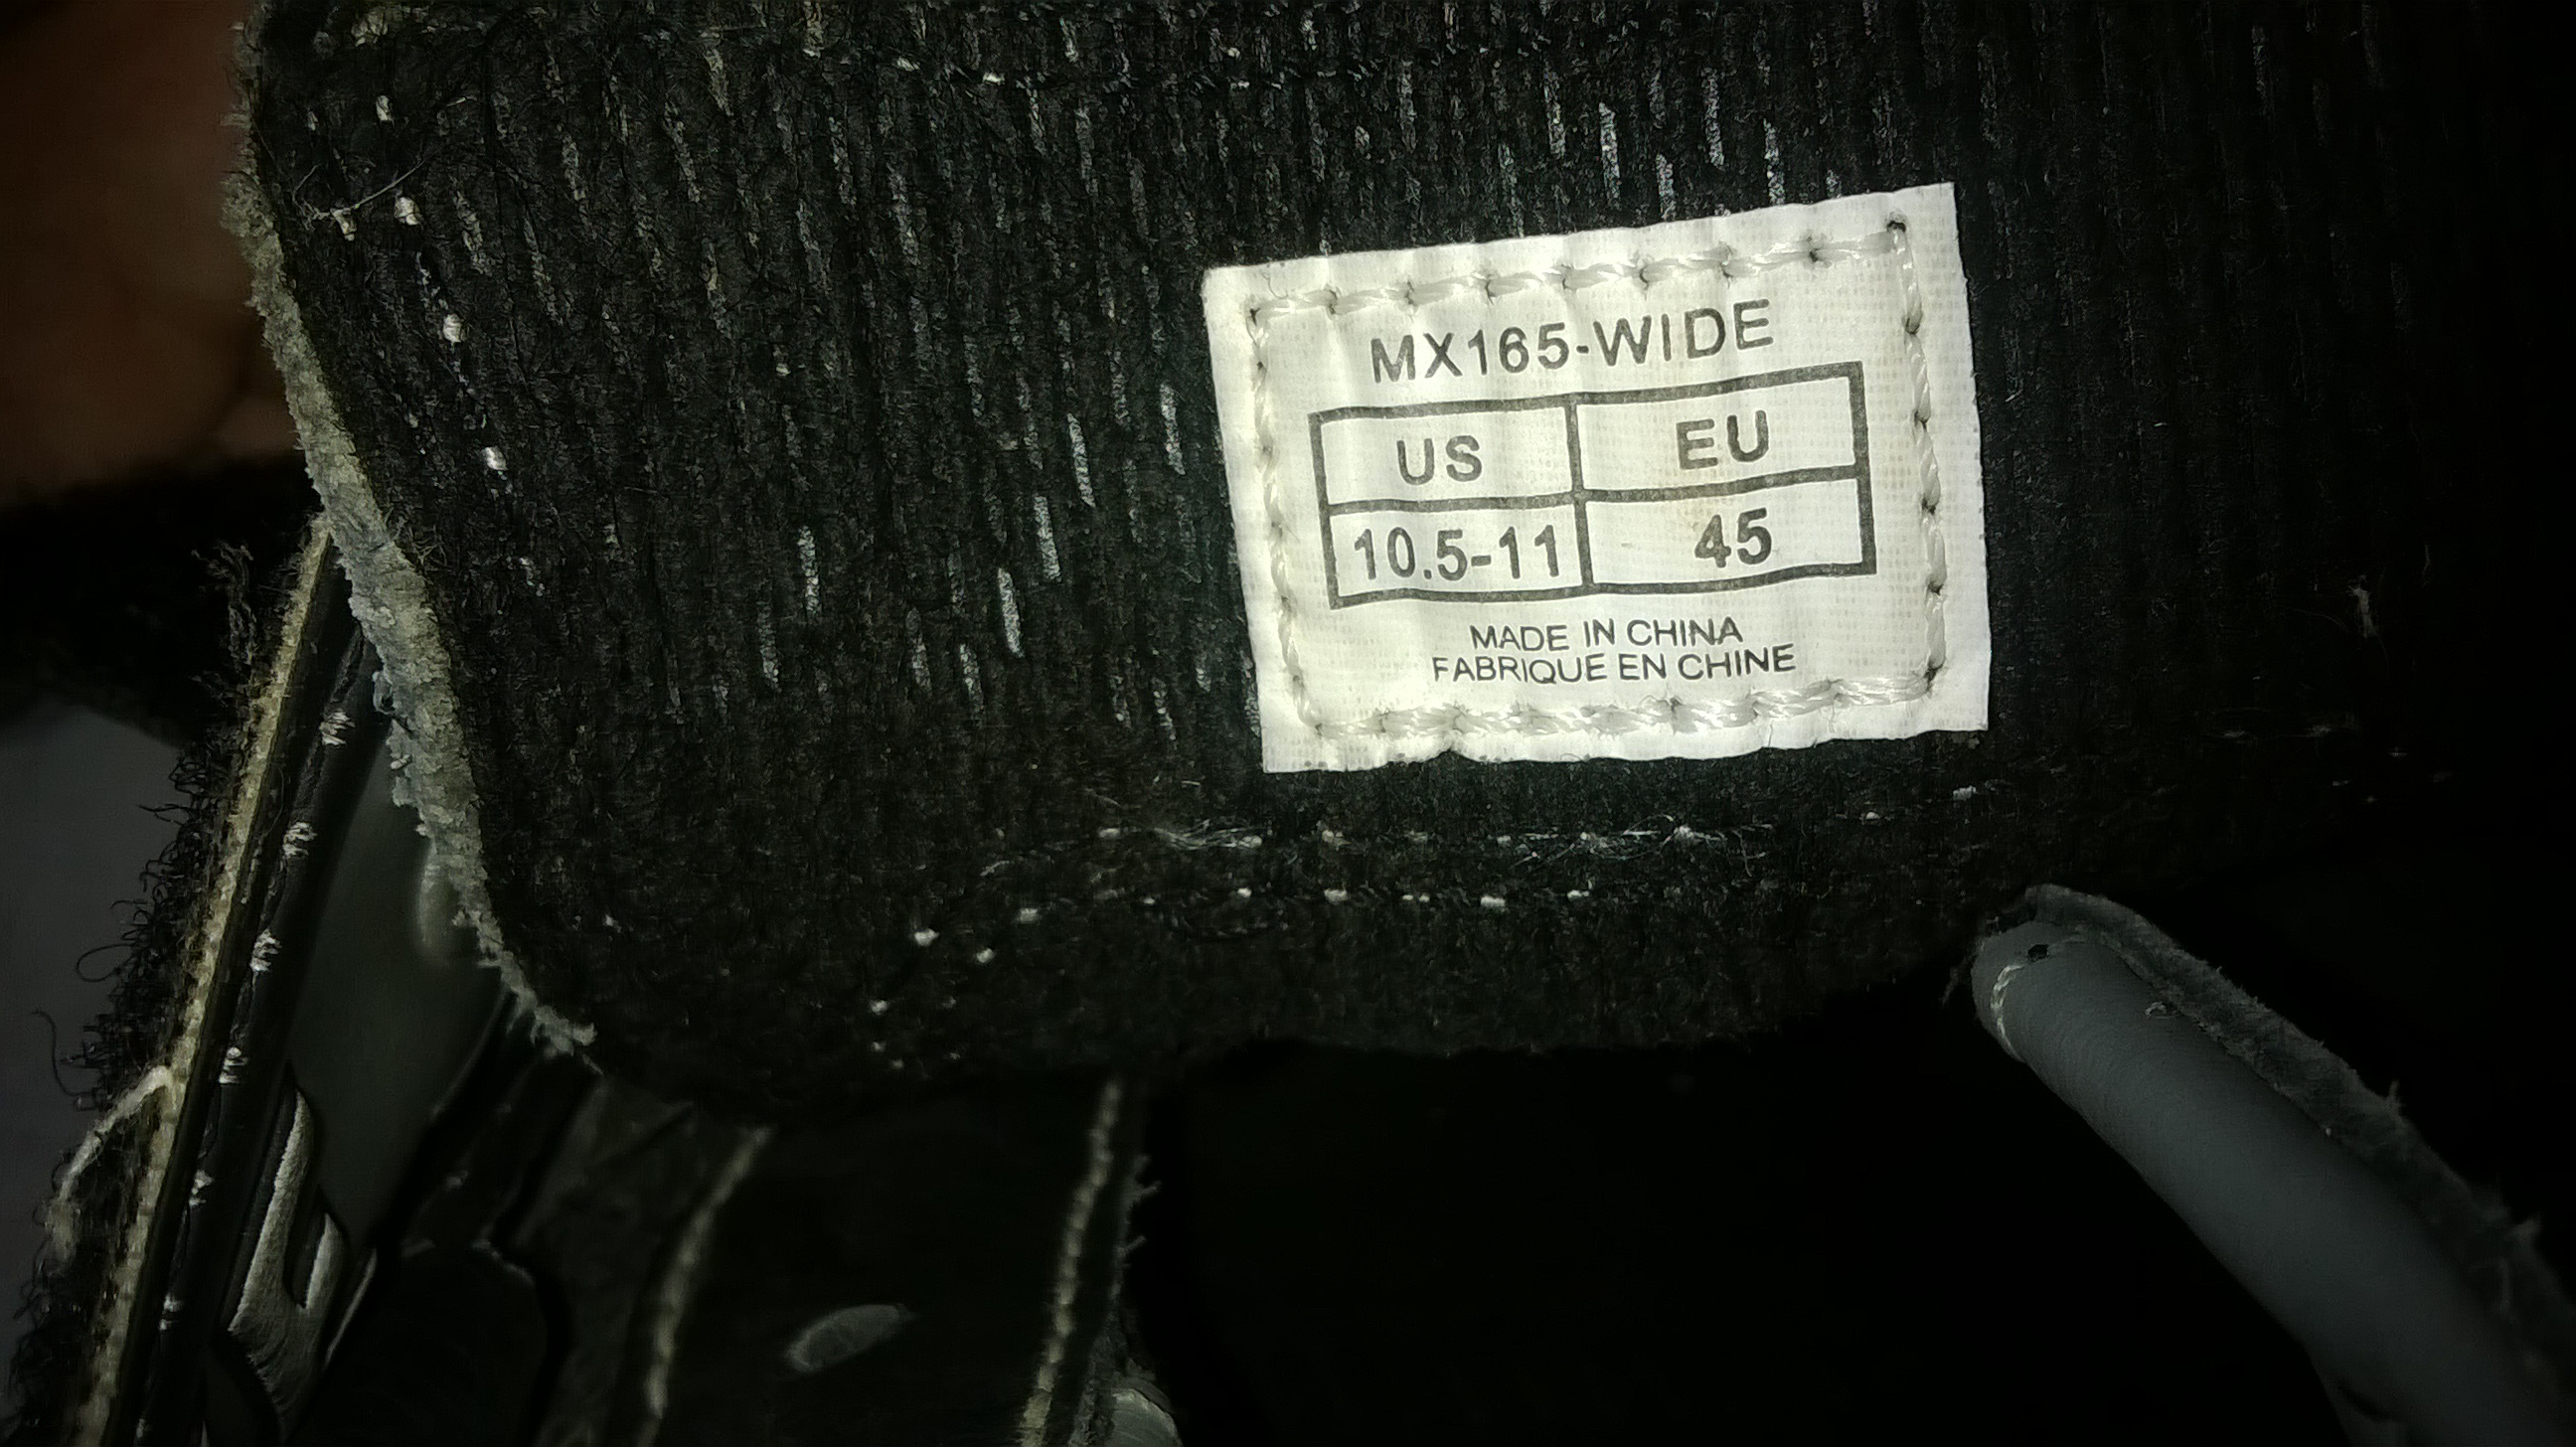 MX165-WIDE
US EU
10.5-11 45
MADE IN CHINA
FABRIQUE EN CHINE